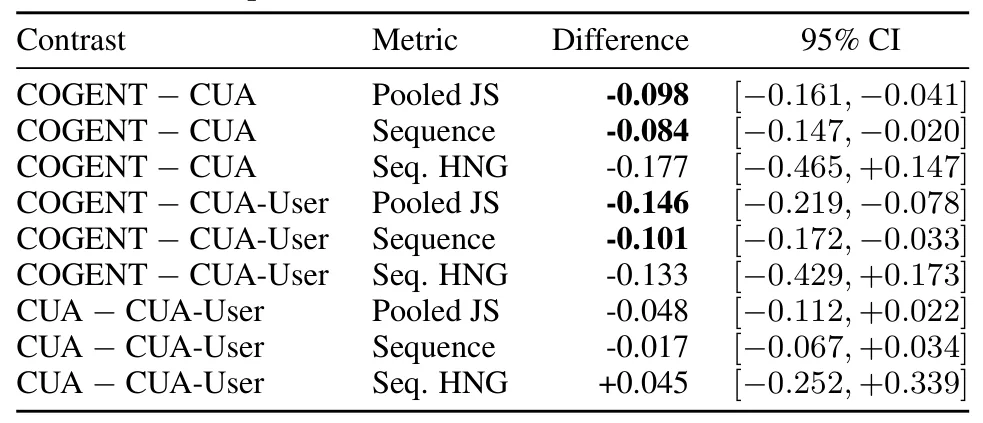 Contrast Metric Difference 95% CI
COGENT − CUA Pooled JS -0.098 [−0.161, −0.041]
COGENT − CUA Sequence -0.084 [−0.147, −0.020]
COGENT − CUA Seq. HNG -0.177 [−0.465, +0.147]
COGENT − CUA-User Pooled JS -0.146 [−0.219, −0.078]
COGENT − CUA-User Sequence -0.101 [−0.172, −0.033]
COGENT − CUA-User Seq. HNG -0.133 [−0.429, +0.173]
CUA − CUA-User Pooled JS -0.048 [−0.112, +0.022]
CUA − CUA-User Sequence -0.017 [−0.067, +0.034]
CUA − CUA-User Seq. HNG +0.045 [−0.252, +0.339]